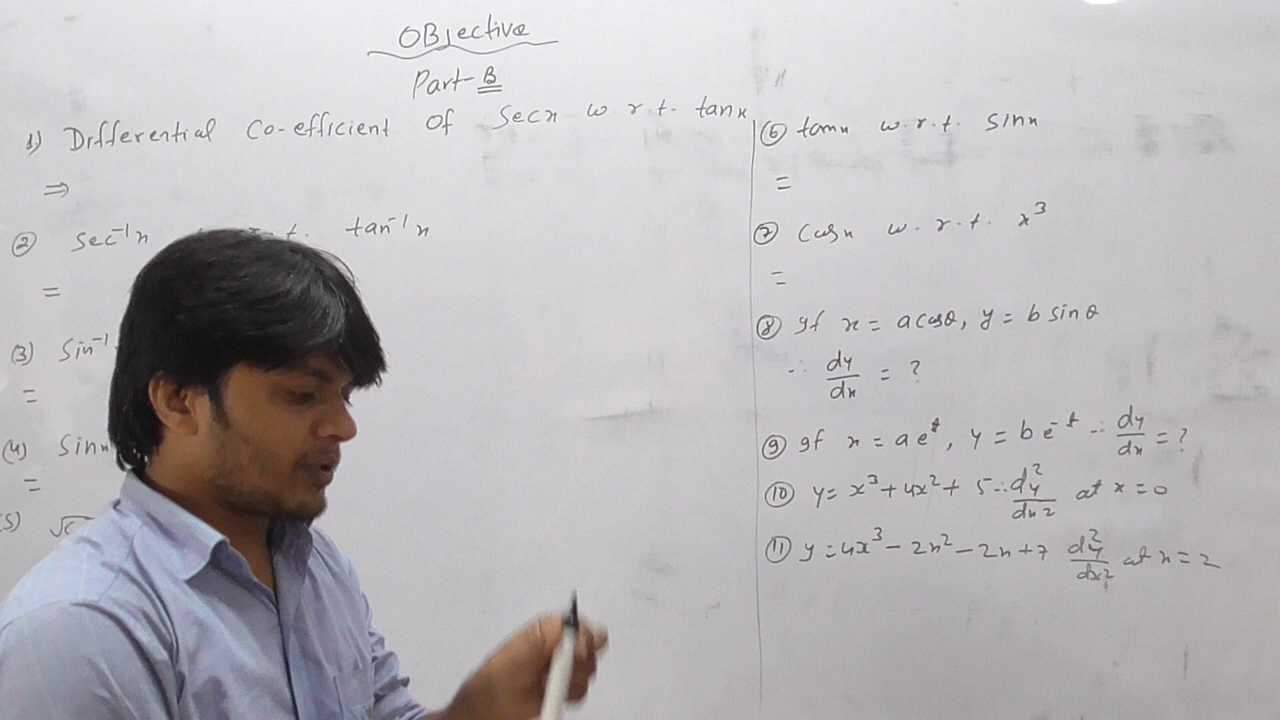 OBjective
Part-B
1) Differential Co-efficient Of Secx w r.t. tanx
⇒
② sec⁻¹x t. tan⁻¹x
=
(3) Sin⁻¹
=
(4) Sinx
=
(5) √
⑥ tanx w.r.t. sinx
=
⑦ Cosx w.r.t. x³
=
⑧ If x = a cosθ, y = b sinθ
∴ dy/dx = ?
⑨ If x = a eᵗ, y = b e⁻ᵗ ∴ dy/dx = ?
⑩ y = x³ + 4x² + 5 ∴ d²y/dx² at x = 0
⑪ y = 4x³ - 2x² - 2x + 7 d²y/dx² at x = 2